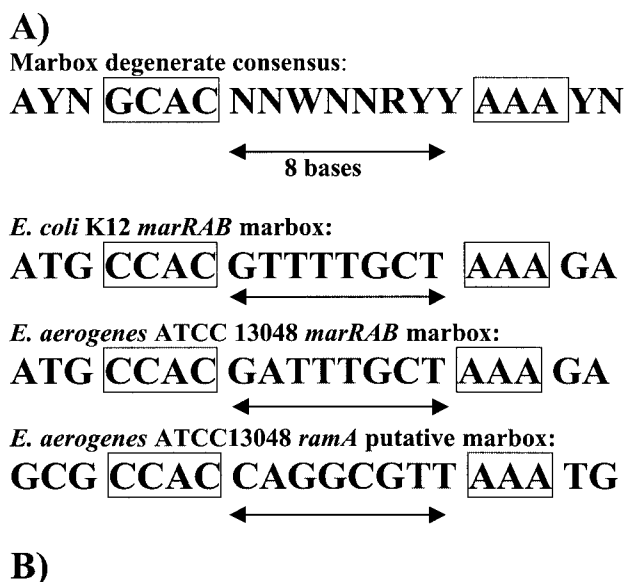 A)
Marbox degenerate consensus:
AYN GCAC NNWNNRYY AAA YN
8 bases
E. coli K12 marRAB marbox:
ATG CCAC GTTTTGCT AAA GA
E. aerogenes ATCC 13048 marRAB marbox:
ATG CCAC GATTTGCT AAA GA
E. aerogenes ATCC13048 ramA putative marbox:
GCG CCAC CAGGCGTT AAA TG
B)